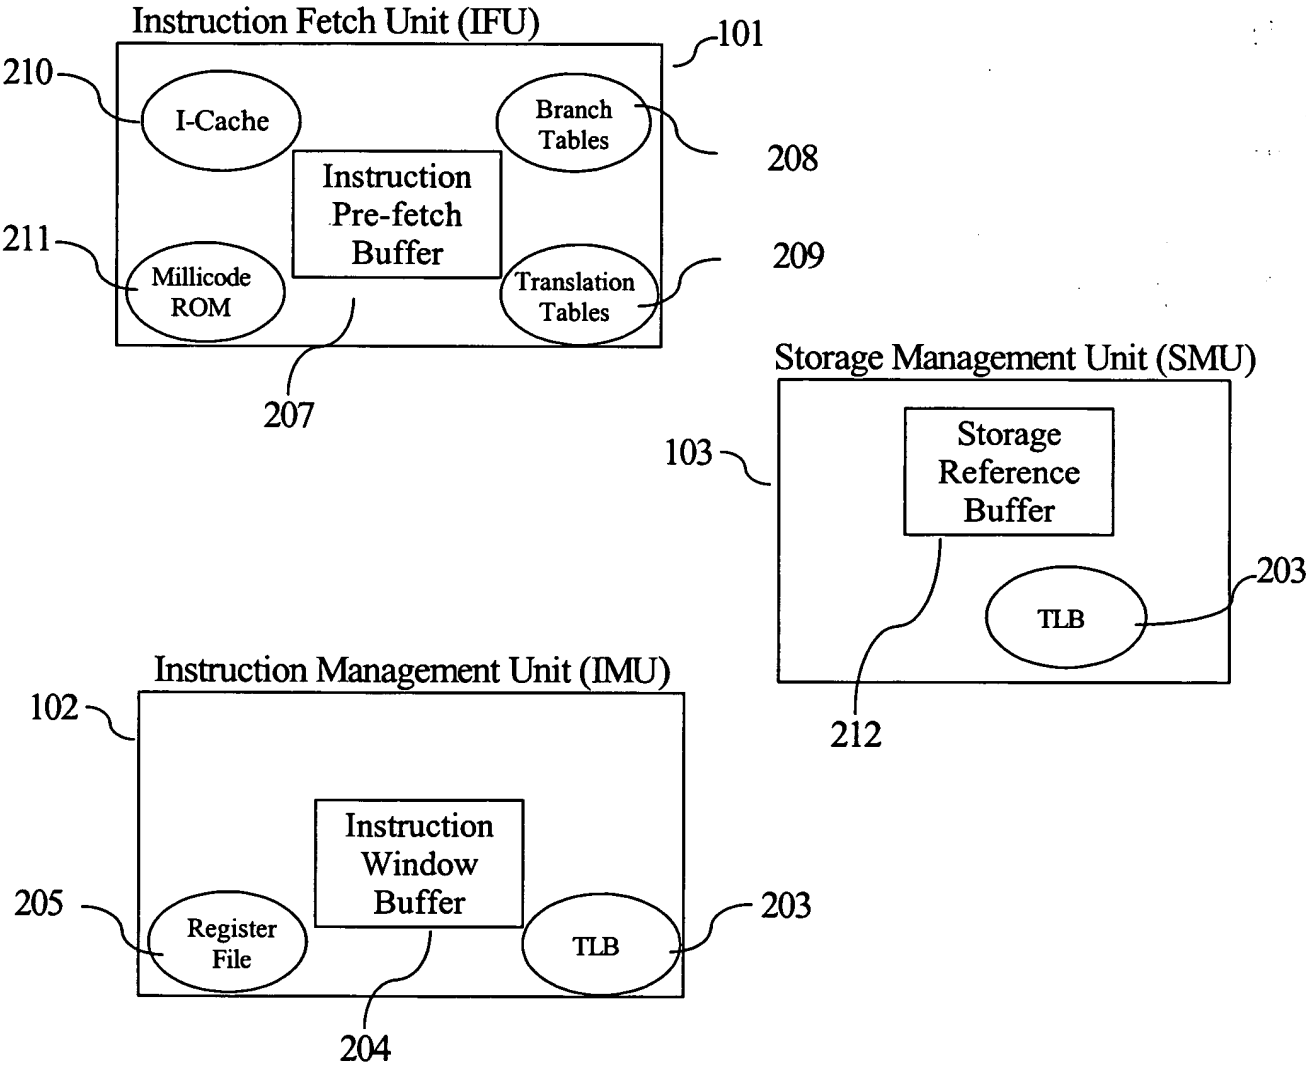 Instruction Fetch Unit (IFU)
101
210
I-Cache
Branch
Tables
208
Instruction
Pre-fetch
Buffer
211
Millicode
ROM
Translation
Tables
209
207
Storage Management Unit (SMU)
103
Storage
Reference
Buffer
203
TLB
212
Instruction Management Unit (IMU)
102
Instruction
Window
Buffer
205
Register
File
TLB
203
204